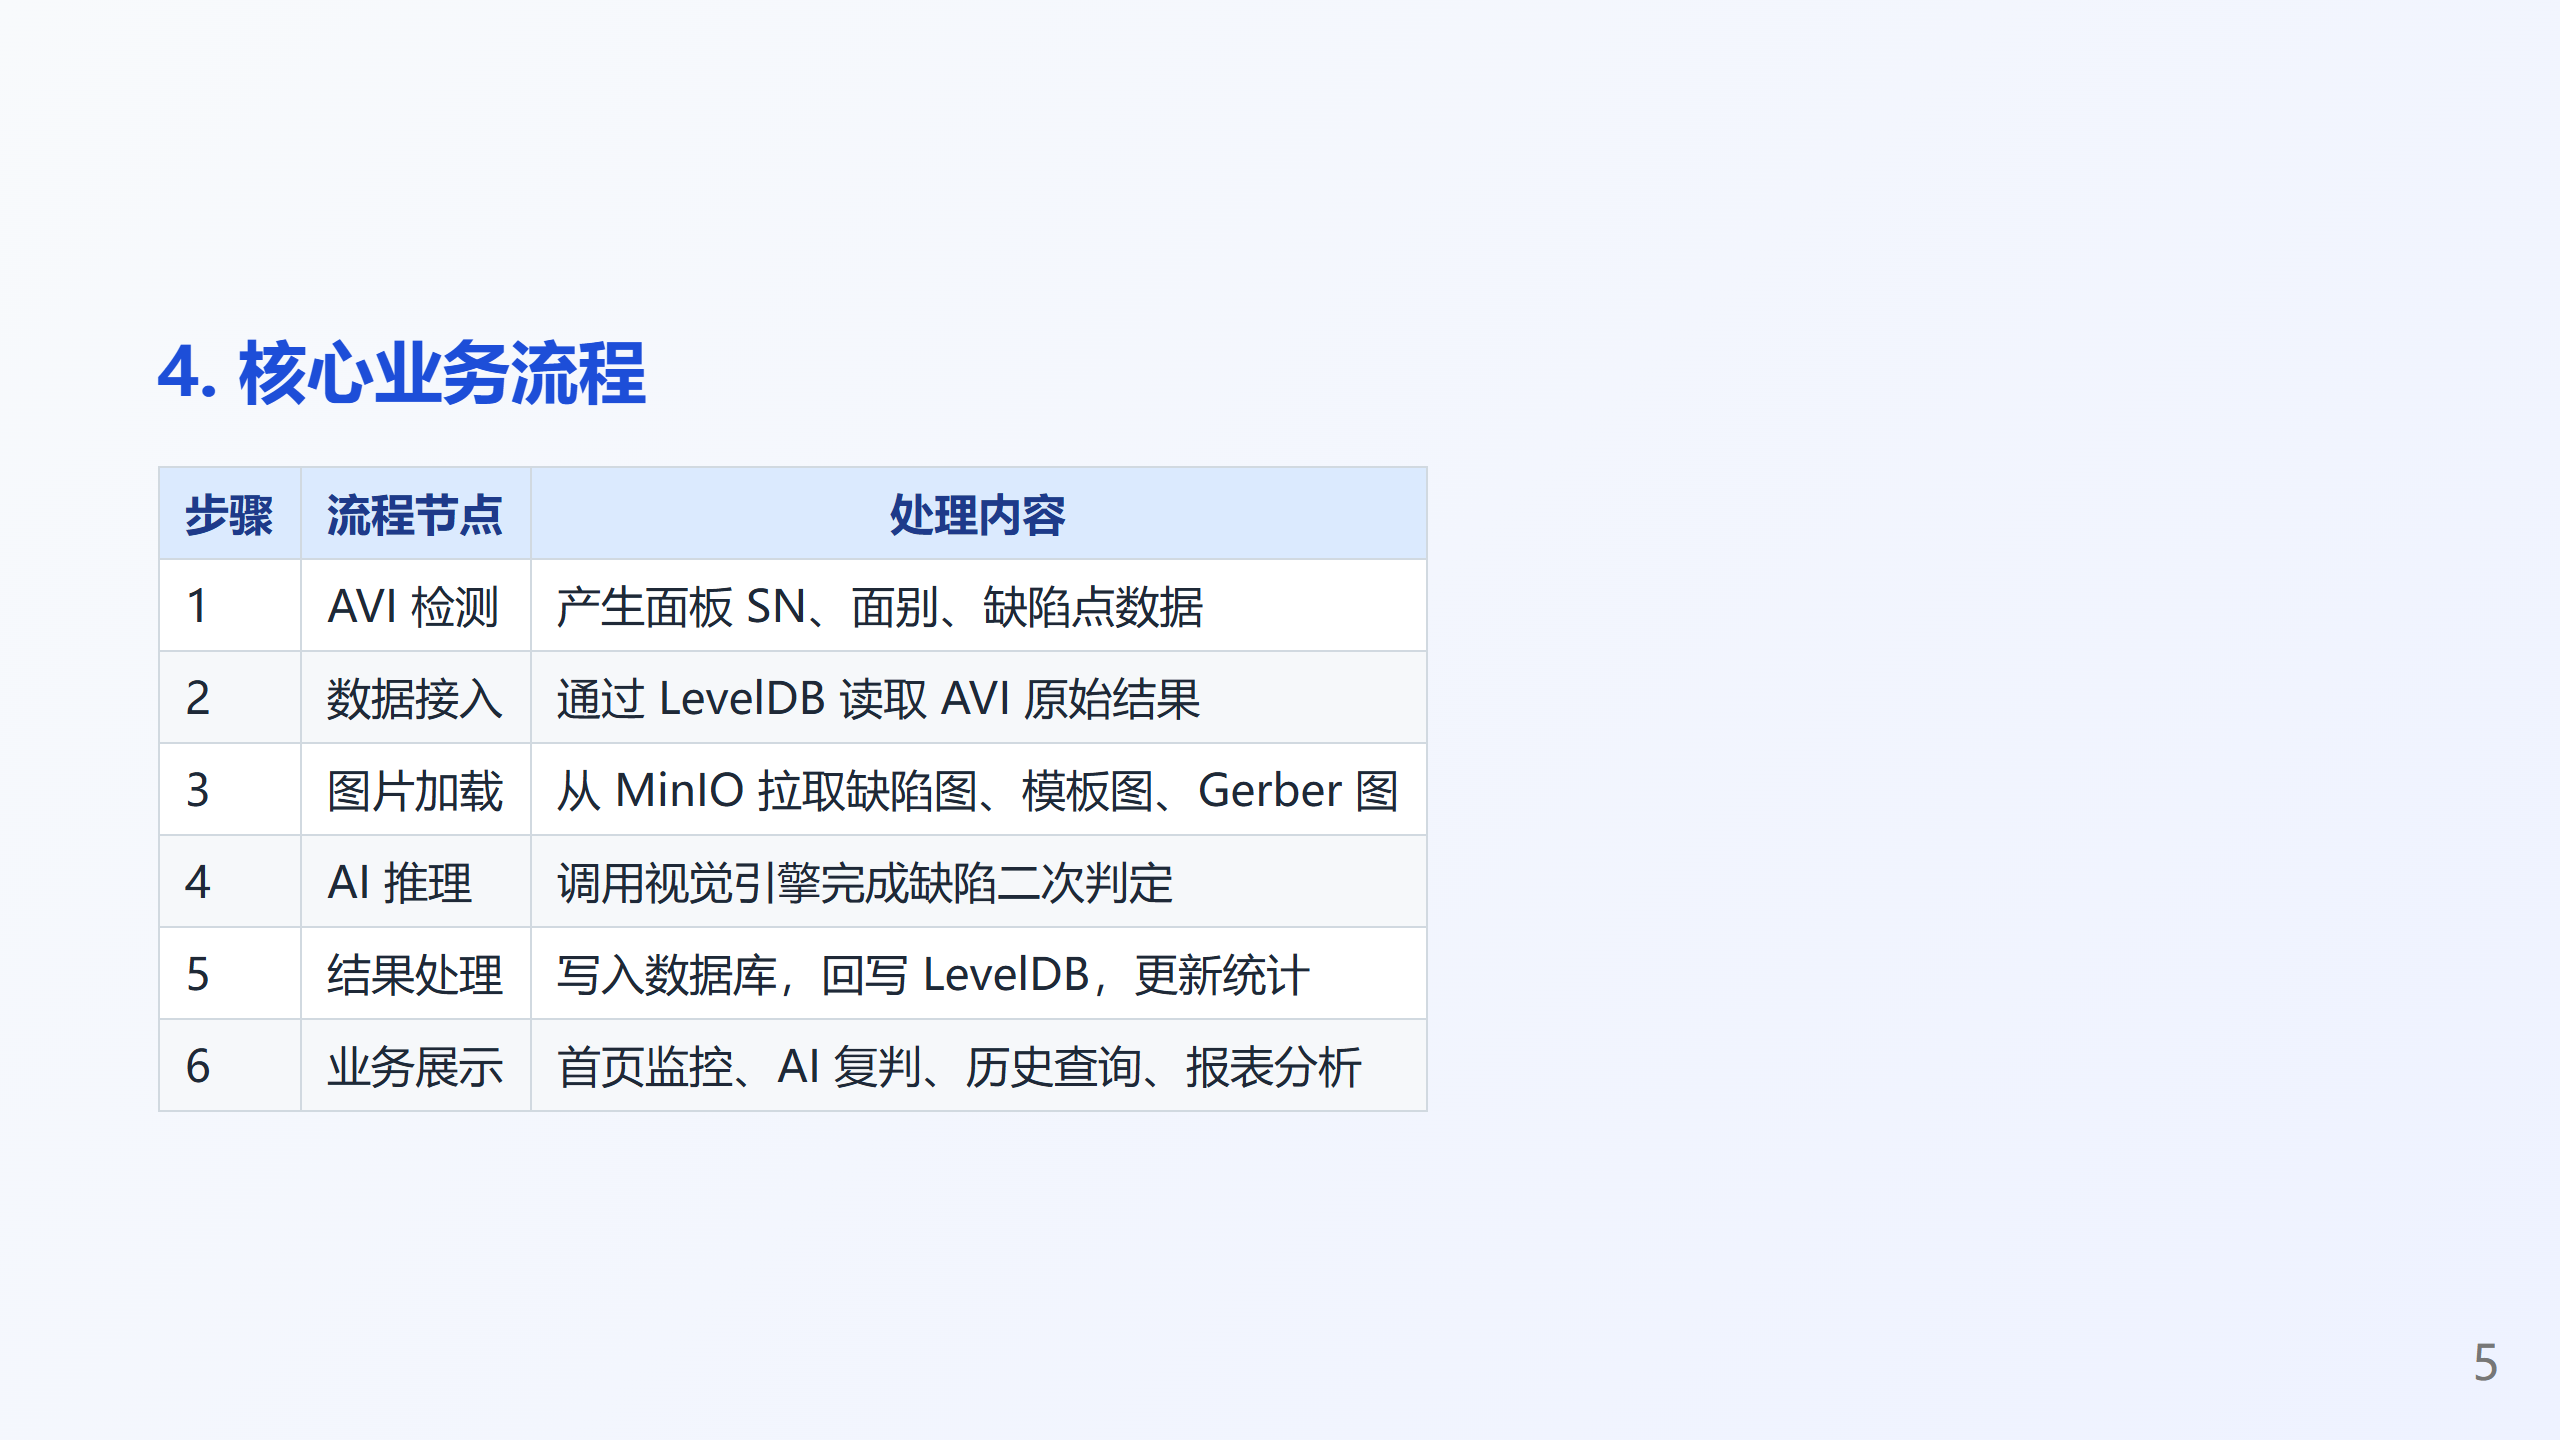 4. 核心业务流程
步骤 流程节点 处理内容
1 AVI 检测 产生面板 SN、面别、缺陷点数据
2 数据接入 通过 LevelDB 读取 AVI 原始结果
3 图片加载 从 MinIO 拉取缺陷图、模板图、Gerber 图
4 AI 推理 调用视觉引擎完成缺陷二次判定
5 结果处理 写入数据库，回写 LevelDB，更新统计
6 业务展示 首页监控、AI 复判、历史查询、报表分析
5